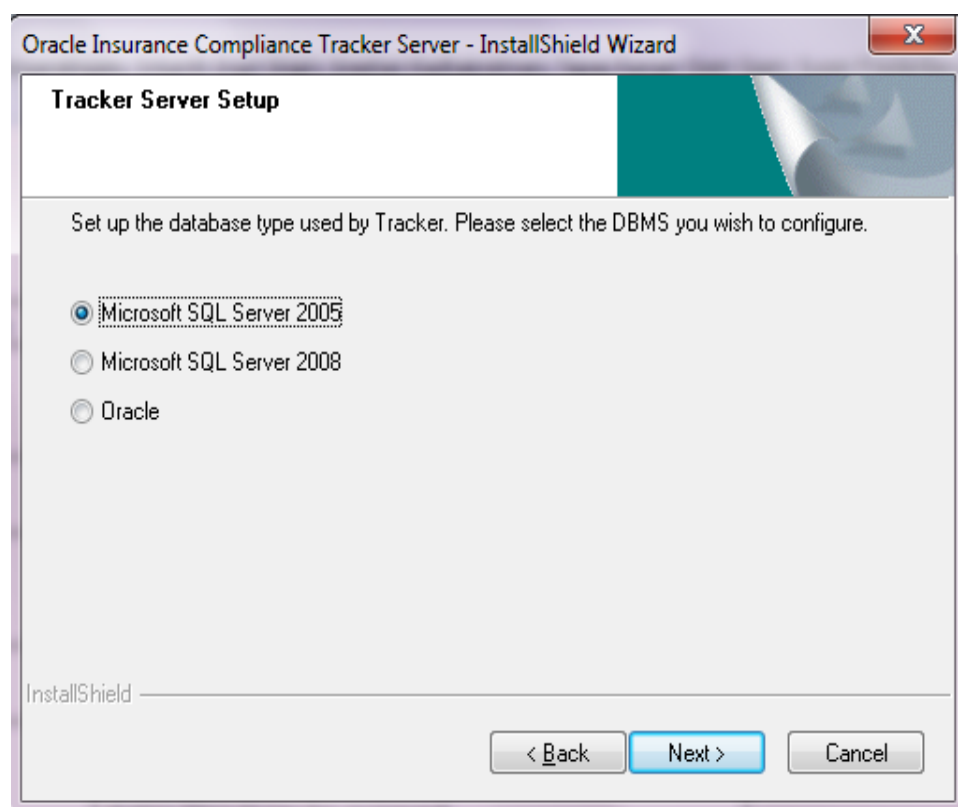 Oracle Insurance Compliance Tracker Server - InstallShield Wizard
Tracker Server Setup
Set up the database type used by Tracker. Please select the DBMS you wish to configure.
Microsoft SQL Server 2005
Microsoft SQL Server 2008
Oracle
InstallShield
< Back Next > Cancel